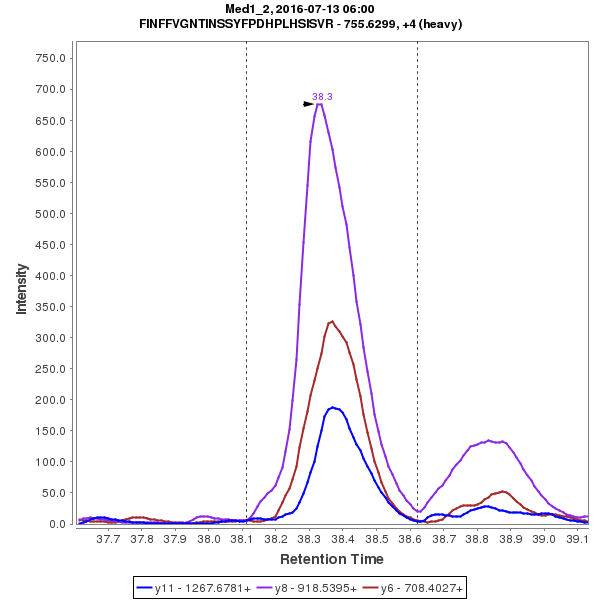 Med1_2, 2016-07-13 06:00
FINFFVGNTINSSYFPDHPLHSISVR - 755.6299, +4 (heavy)
Intensity
750.0
700.0
650.0
600.0
550.0
500.0
450.0
400.0
350.0
300.0
250.0
200.0
150.0
100.0
50.0
0.0
38.3
37.7 37.8 37.9 38.0 38.1 38.2 38.3 38.4 38.5 38.6 38.7 38.8 38.9 39.0 39.1
Retention Time
y11 - 1267.6781+ y8 - 918.5395+ y6 - 708.4027+